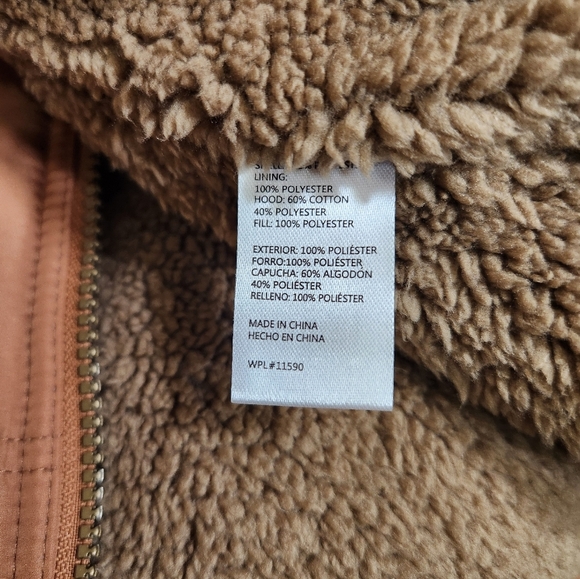 LINING:
100% POLYESTER
HOOD: 60% COTTON
40% POLYESTER
FILL: 100% POLYESTER
EXTERIOR: 100% POLIÉSTER
FORRO:100% POLIÉSTER
CAPUCHA: 60% ALGODÓN
40% POLIÉSTER
RELLENO: 100% POLIÉSTER
MADE IN CHINA
HECHO EN CHINA
WPL#11590